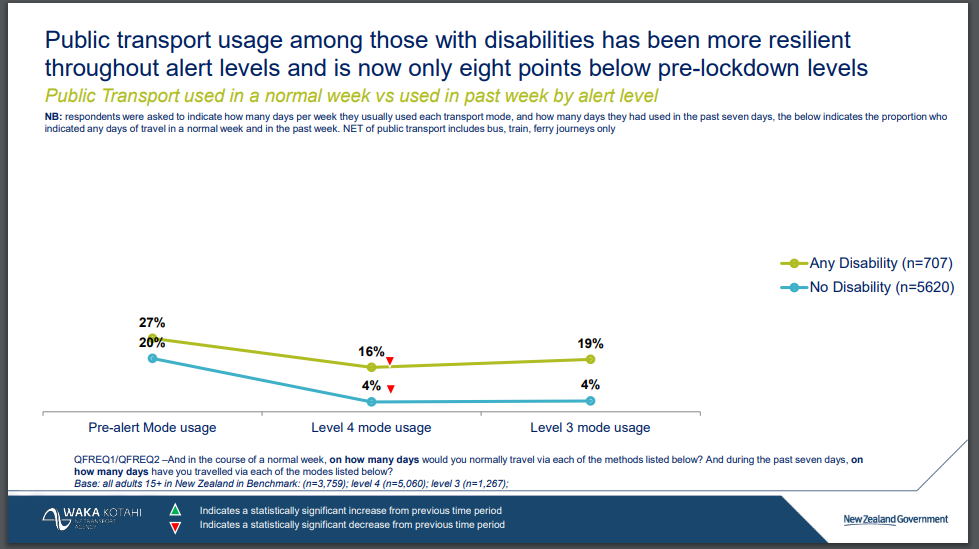 Public transport usage among those with disabilities has been more resilient
throughout alert levels and is now only eight points below pre-lockdown levels
Public Transport used in a normal week vs used in past week by alert level
NB: respondents were asked to indicate how many days per week they usually used each transport mode, and how many days they had used in the past seven days, the below indicates the proportion who
indicated any days of travel in a normal week and in the past week. NET of public transport includes bus, train, ferry journeys only
Any Disability (n=707)
No Disability (n=5620)
27%
20%
16%
19%
4%
4%
Pre-alert Mode usage
Level 4 mode usage
Level 3 mode usage
QFREQ1/QFREQ2 –And in the course of a normal week, on how many days would you normally travel via each of the methods listed below? And during the past seven days, on
how many days have you travelled via each of the modes listed below?
Base: all adults 15+ in New Zealand in Benchmark: (n=3,759); level 4 (n=5,060); level 3 (n=1,267);
WAKA KOTAHI
NZ TRANSPORT
AGENCY
Indicates a statistically significant increase from previous time period
Indicates a statistically significant decrease from previous time period
New Zealand Government